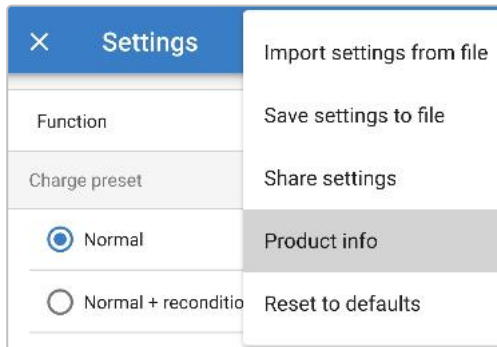 Settings
Function
Charge preset
Normal
Normal + reconditio
Import settings from file
Save settings to file
Share settings
Product info
Reset to defaults